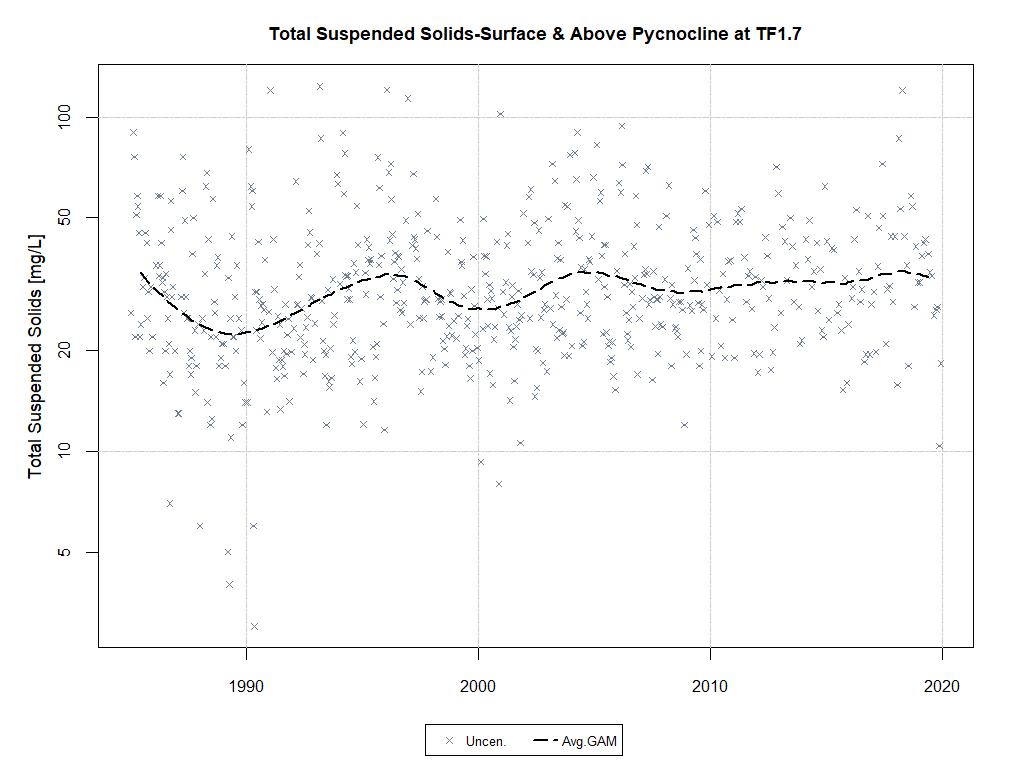 Total Suspended Solids-Surface & Above Pycnocline at TF1.7
Total Suspended Solids [mg/L]
100
50
20
10
5
1990 2000 2010 2020
Uncen. Avg.GAM